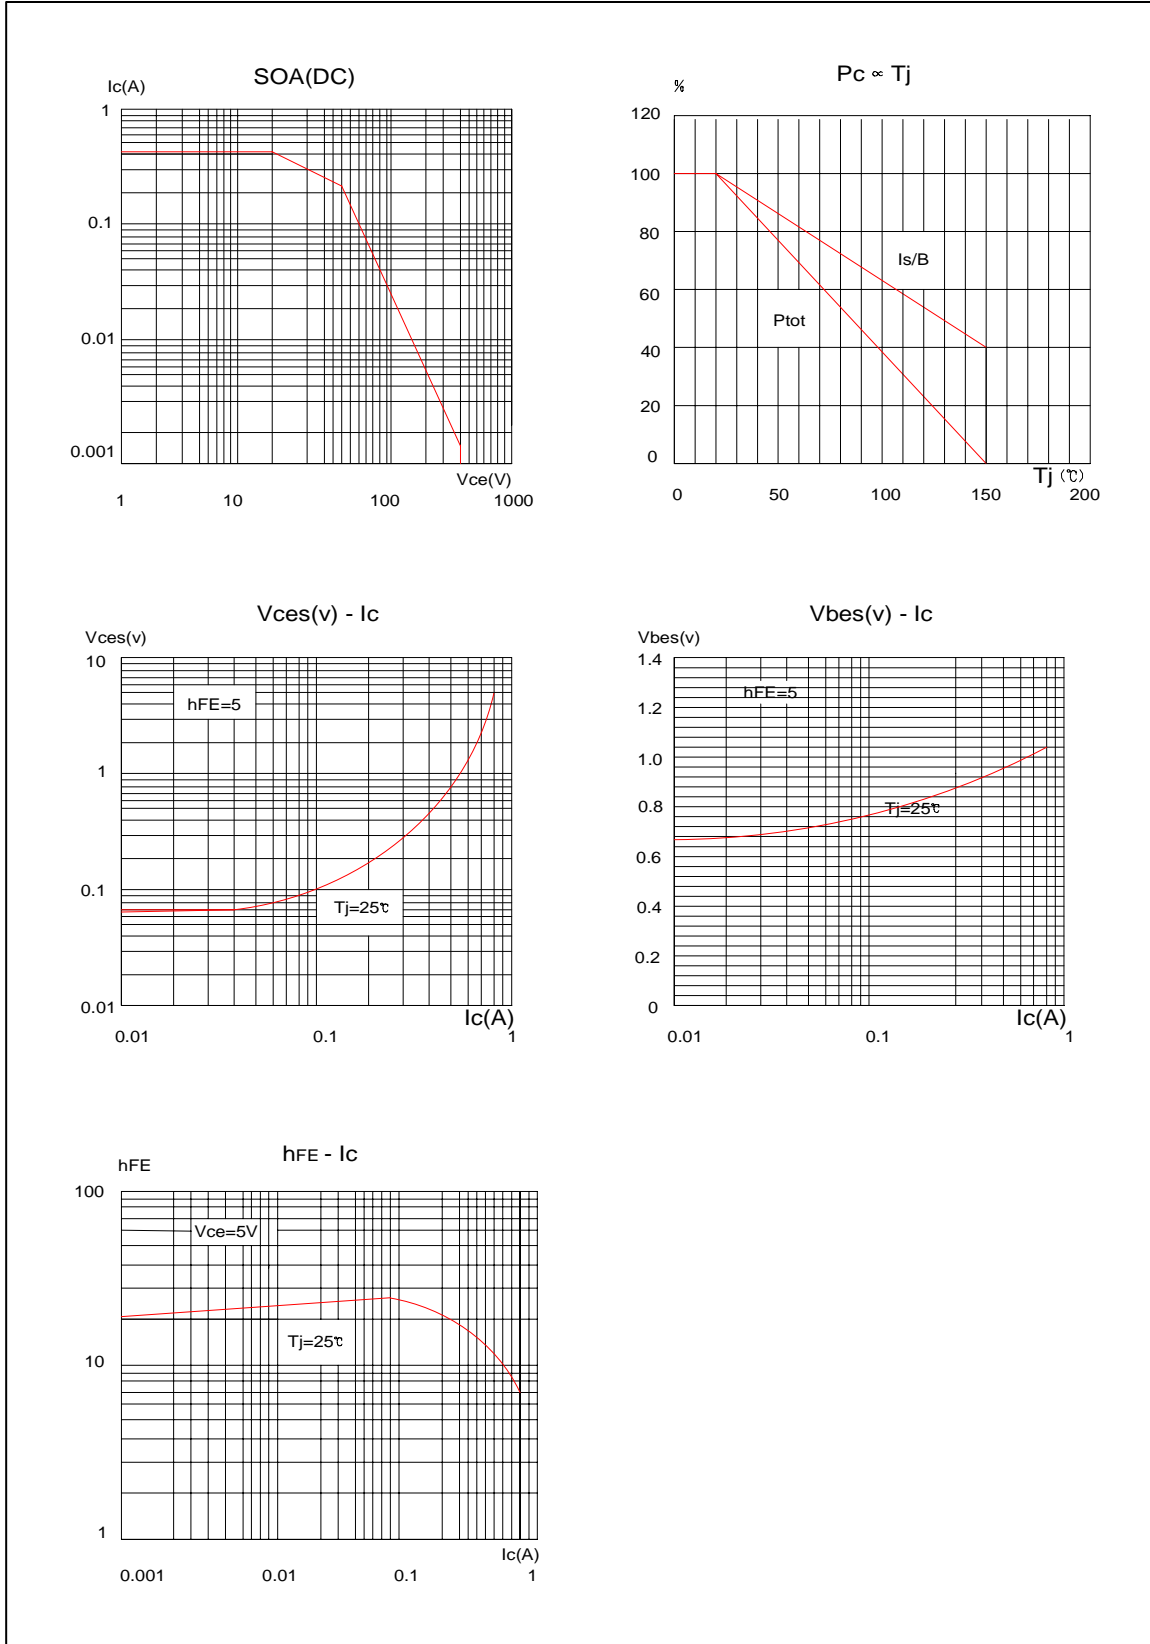 SOA(DC)
Ic(A)
1
0.1
0.01
0.001
Vce(V)
1 10 100 1000
Pc ∝ Tj
%
120
100
80
60
40
20
0
Is/B
Ptot
Tj (℃)
0 50 100 150 200
Vces(v) - Ic
Vces(v)
10
1
0.1
0.01
hFE=5
Tj=25℃
Ic(A)
0.01 0.1 1
Vbes(v) - Ic
Vbes(v)
1.4
1.2
1.0
0.8
0.6
0.4
0.2
0
hFE=5
Tj=25℃
Ic(A)
0.01 0.1 1
hFE - Ic
hFE
100
10
1
Vce=5V
Tj=25℃
Ic(A)
0.001 0.01 0.1 1